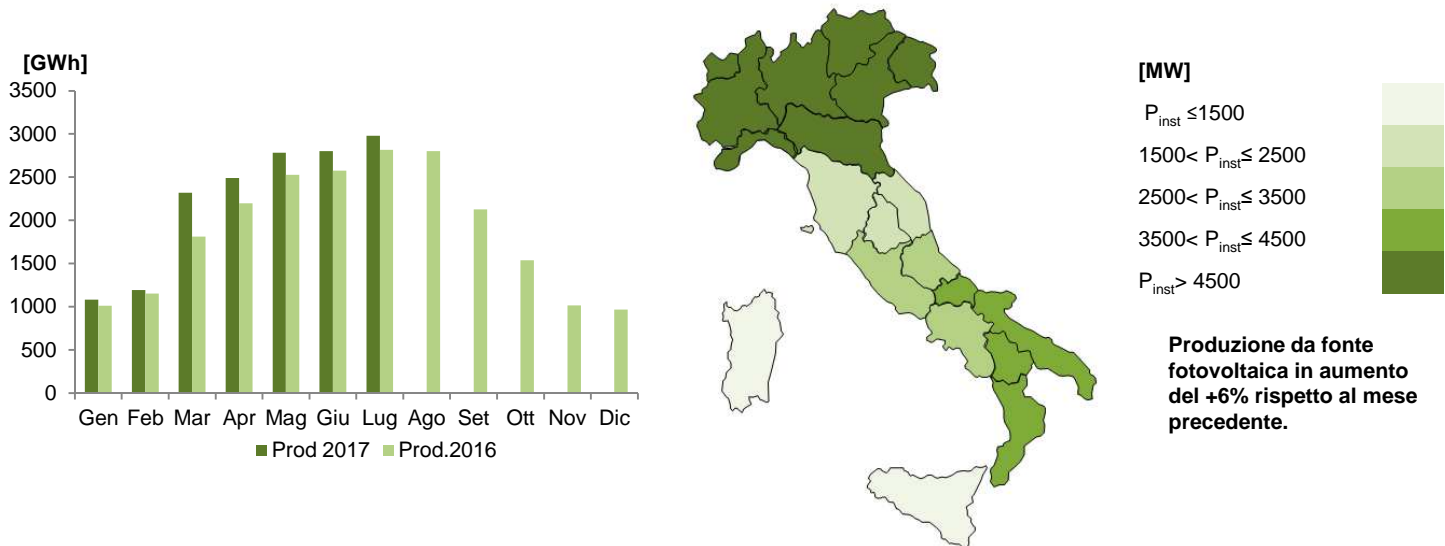 [GWh]
3500
3000
2500
2000
1500
1000
500
0
Gen Feb Mar Apr Mag Giu Lug Ago Set Ott Nov Dic
Prod 2017 Prod.2016
[MW]
Pinst ≤1500
1500< Pinst≤ 2500
2500< Pinst≤ 3500
3500< Pinst≤ 4500
Pinst> 4500
Produzione da fonte
fotovoltaica in aumento
del +6% rispetto al mese
precedente.